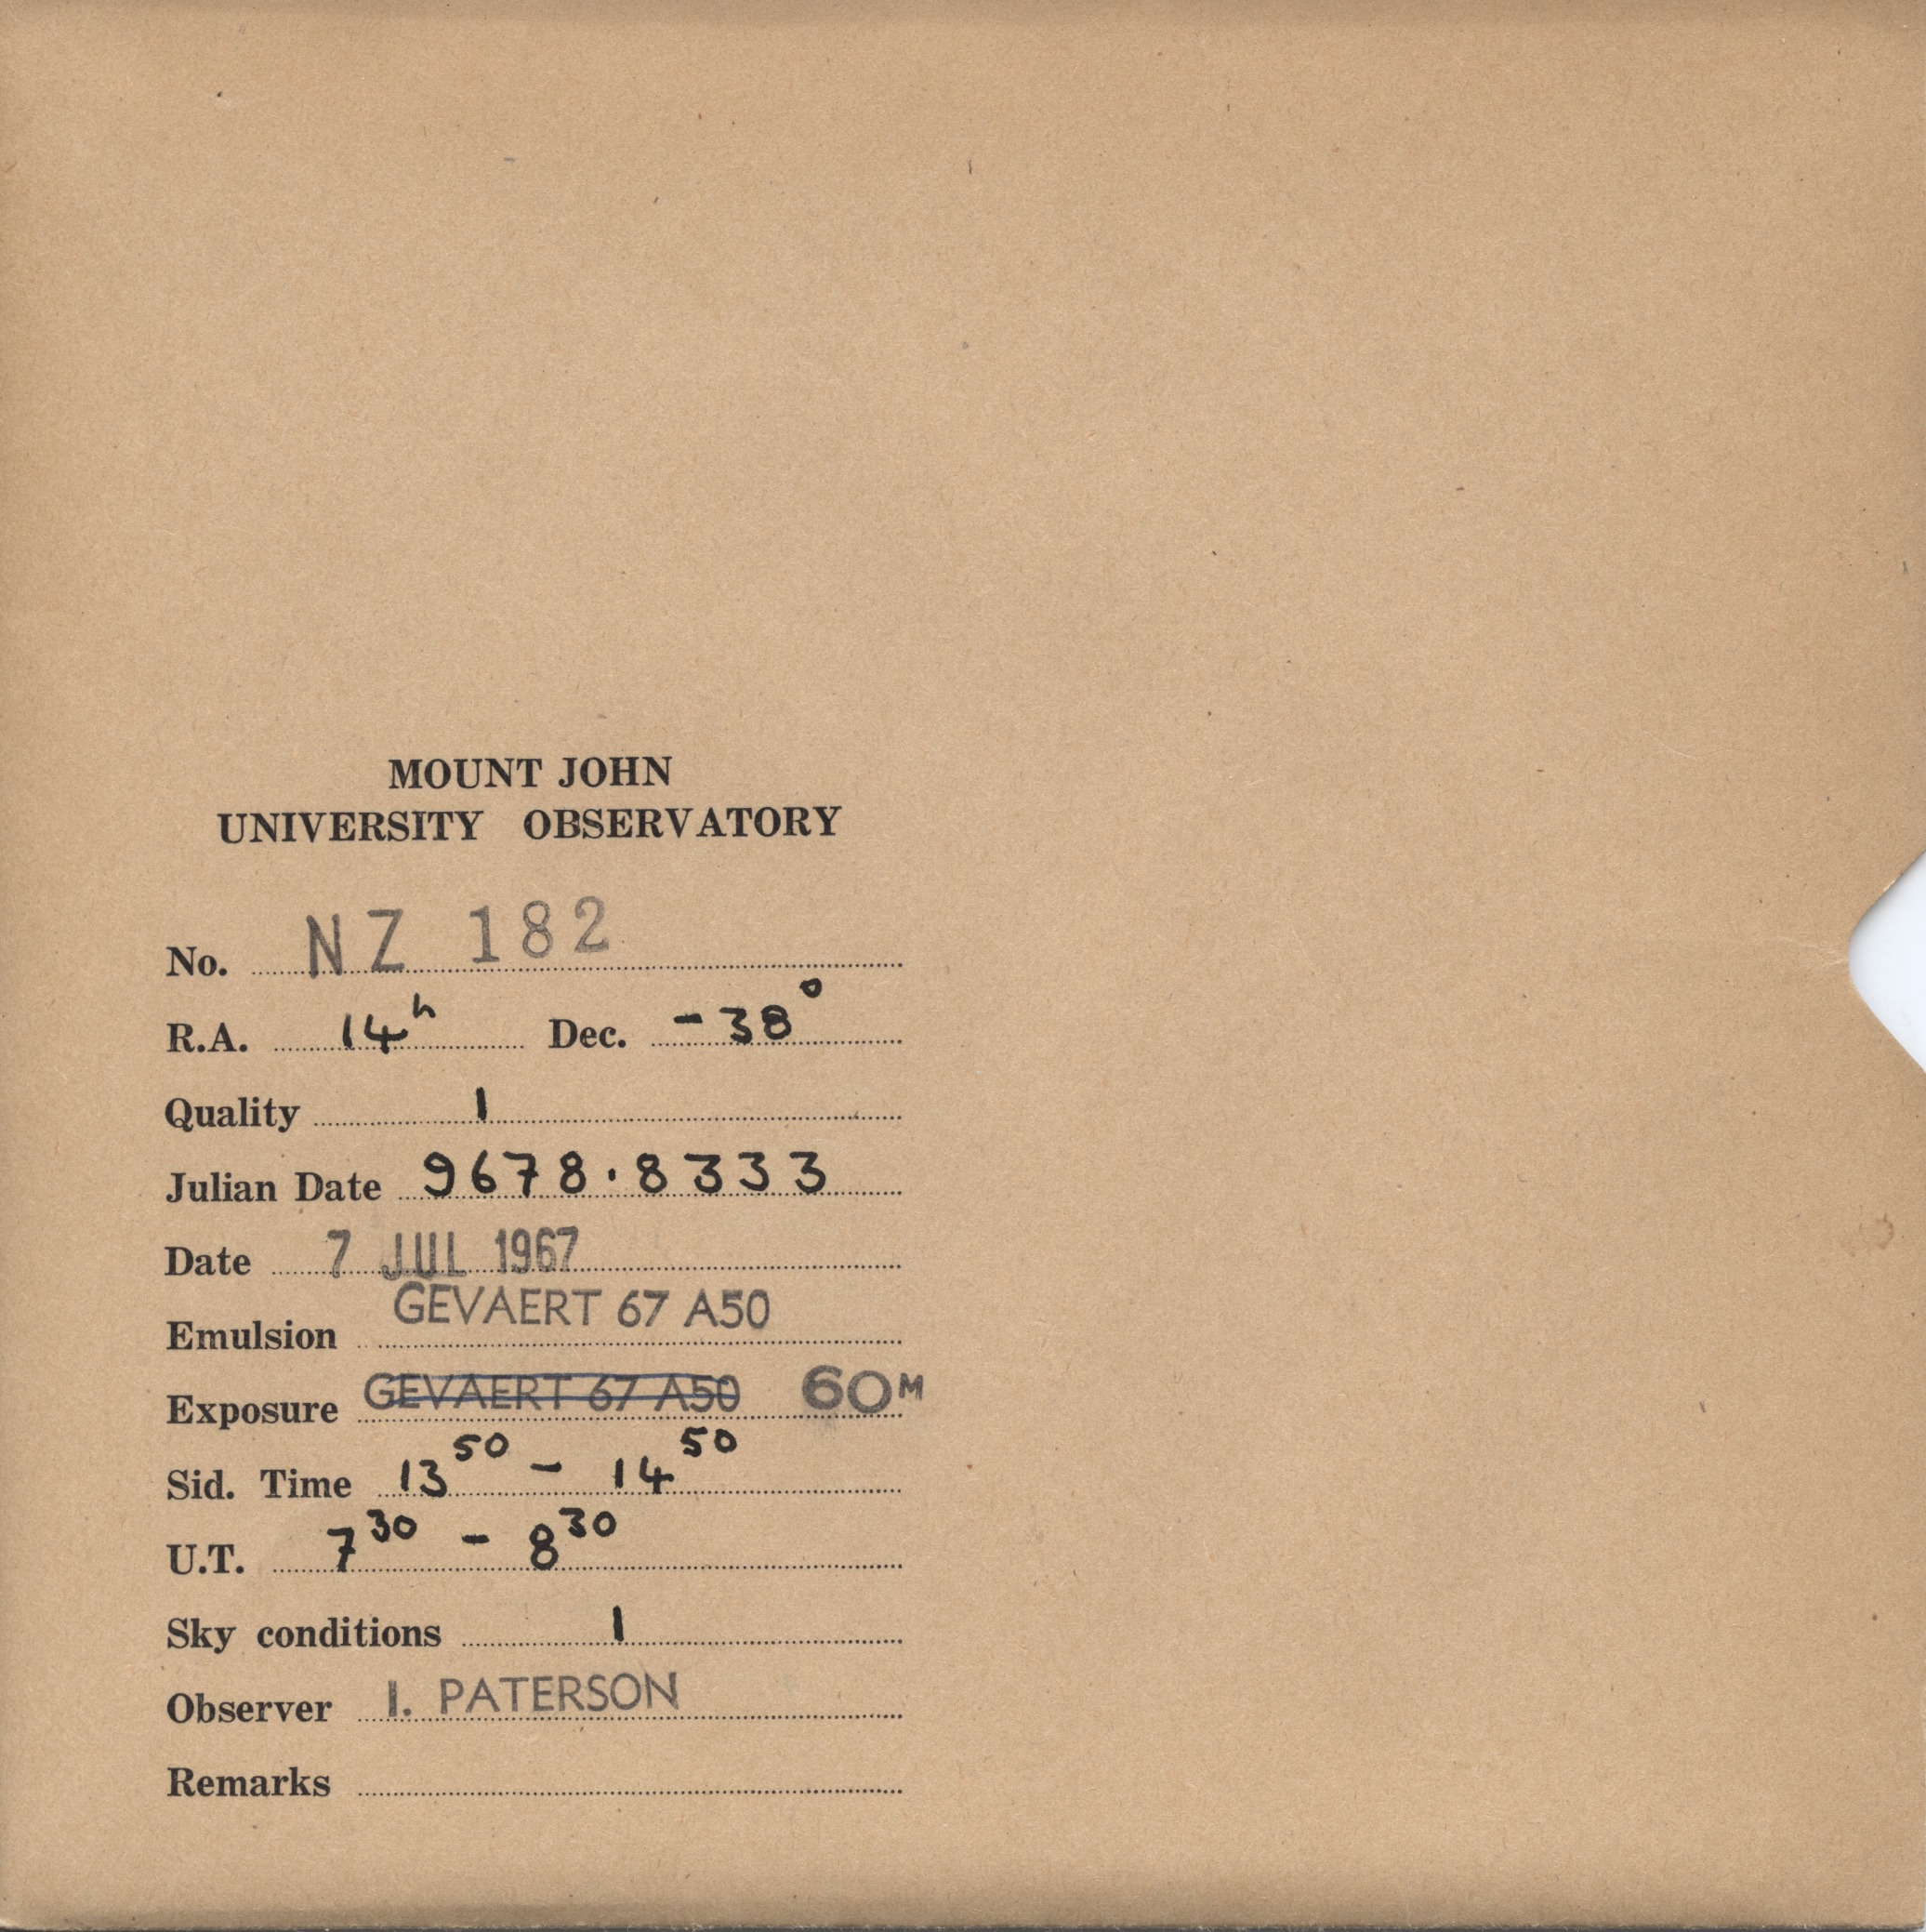 MOUNT JOHN
UNIVERSITY OBSERVATORY
No. NZ 182
R.A. 14h Dec. -38°
Quality 1
Julian Date 9678.8333
Date 7 JUL 1967
GEVAERT 67 A50
Emulsion
Exposure GEVAERT 67 A50 60M
Sid. Time 13 50 - 14 50
U.T. 7 30 - 8 30
Sky conditions 1
Observer I. PATERSON
Remarks